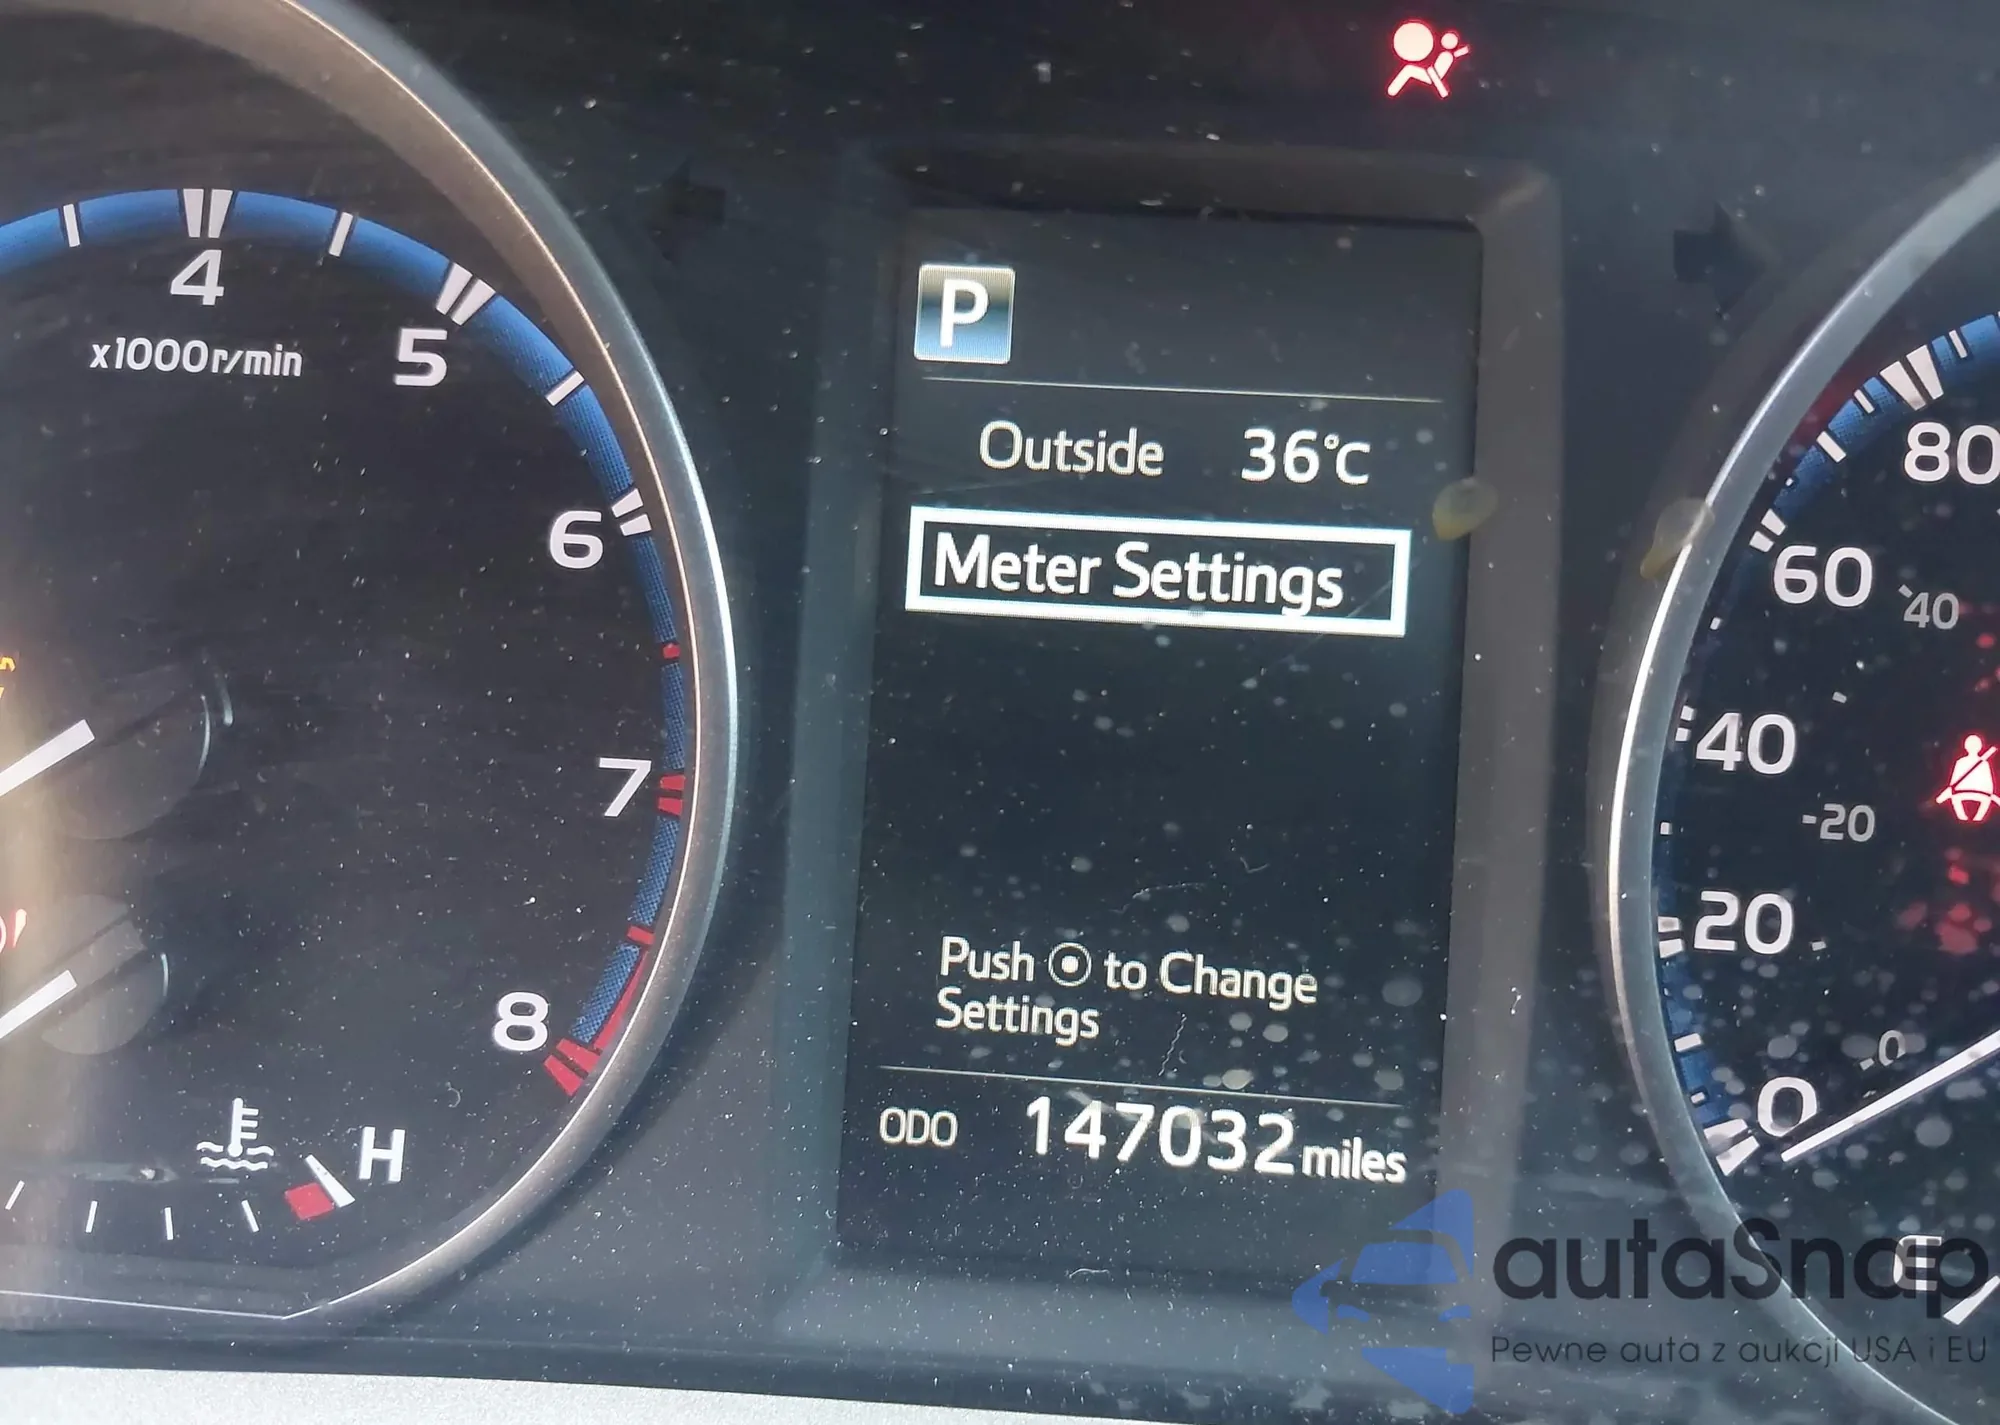 4
x1000r/min
5
6
7
8
H
P
Outside 36°C
Meter Settings
Push to Change
Settings
ODO 147032 miles
80
60
40
40
20
20
0
0
E
autaSnap
Pewne auta z aukcji USA i EU